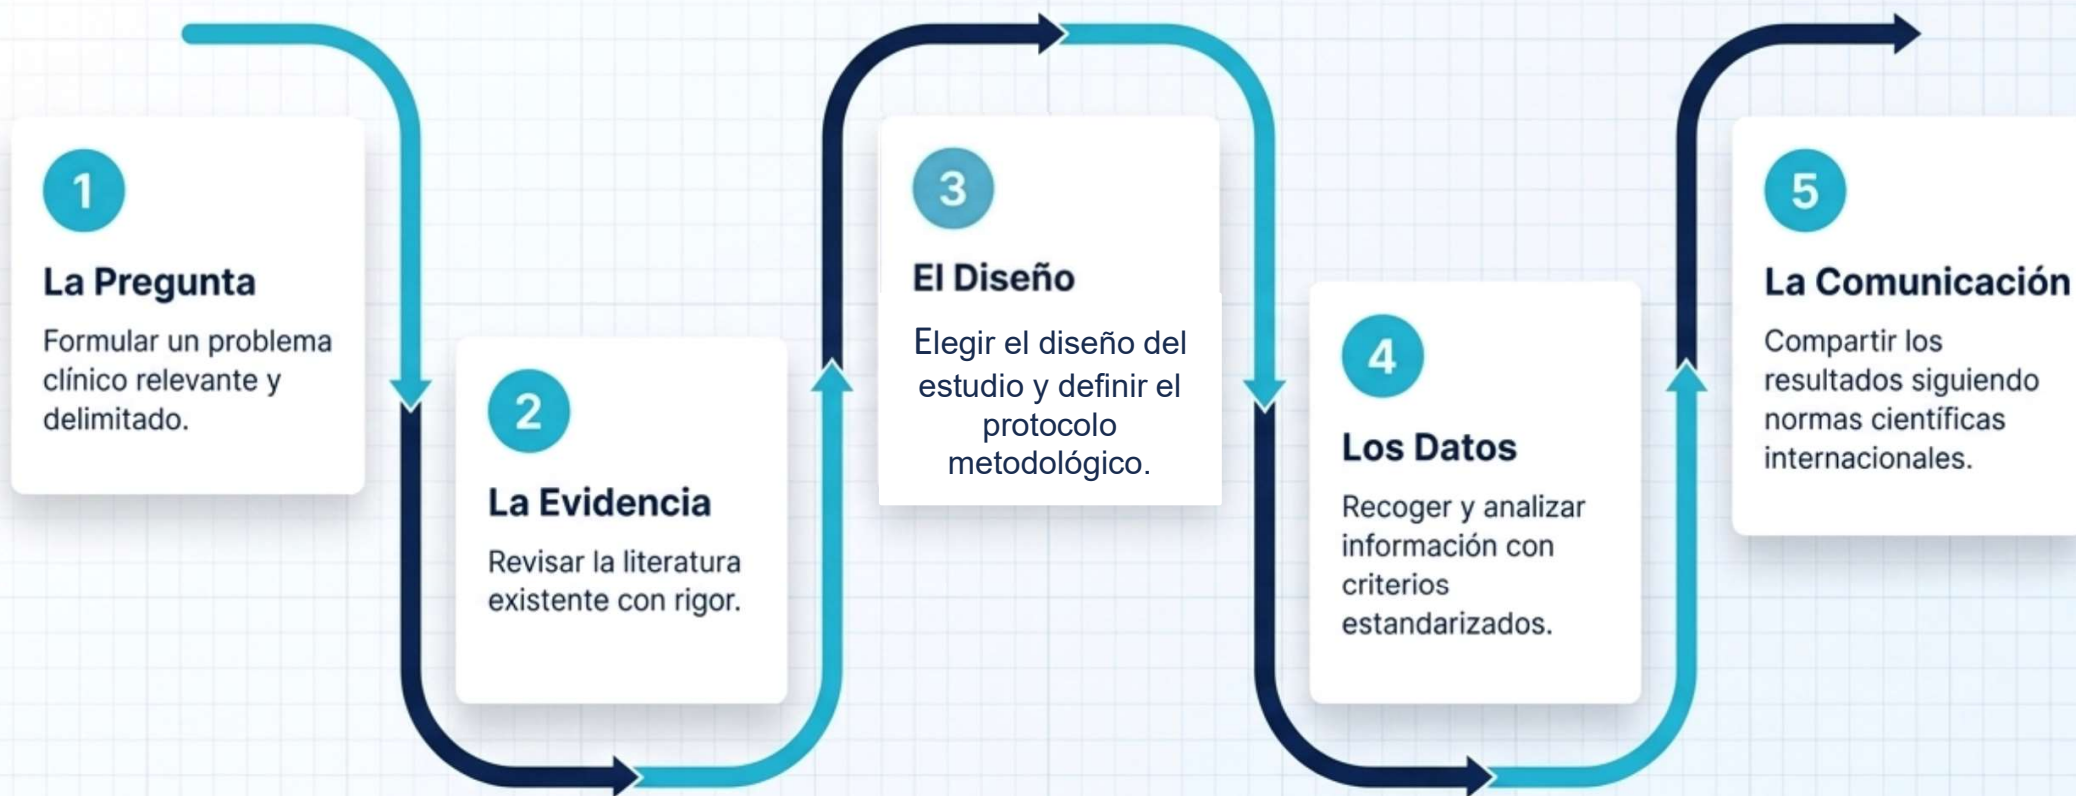 1
La Pregunta
Formular un problema
clínico relevante y
delimitado.
2
La Evidencia
Revisar la literatura
existente con rigor.
3
El Diseño
Elegir el diseño del
estudio y definir el
protocolo
metodológico.
4
Los Datos
Recoger y analizar
información con
criterios
estandarizados.
5
La Comunicación
Compartir los
resultados siguiendo
normas científicas
internacionales.